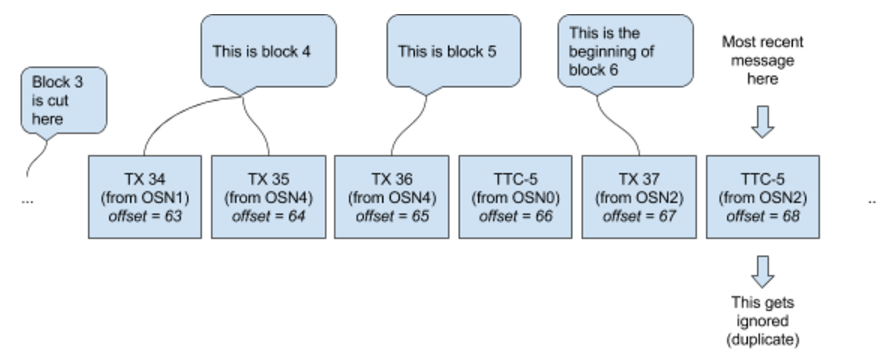 Block 3
is cut
here
This is block 4
This is block 5
This is the
beginning of
block 6
Most recent
message
here
...
TX 34
(from OSN1)
offset = 63
TX 35
(from OSN4)
offset = 64
TX 36
(from OSN4)
offset = 65
TTC-5
(from OSN0)
offset = 66
TX 37
(from OSN2)
offset = 67
TTC-5
(from OSN2)
offset = 68
..
This gets
ignored
(duplicate)